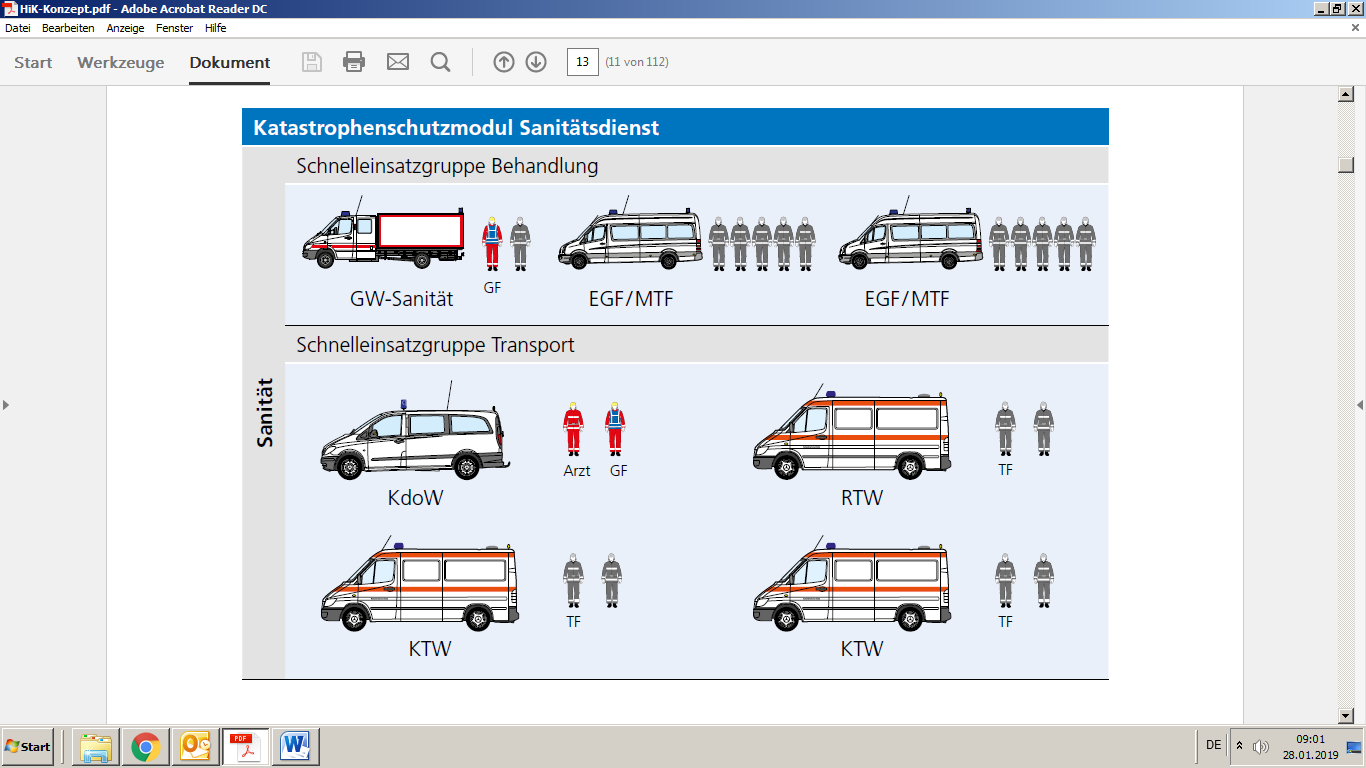 HiK-Konzept.pdf - Adobe Acrobat Reader DC
Datei Bearbeiten Anzeige Fenster Hilfe
Start Werkzeuge Dokument 13 (11 von 112)
Katastrophenschutzmodul Sanitätsdienst
Sanität
Schnelleinsatzgruppe Behandlung
GW-Sanität GF EGF/MTF EGF/MTF
Schnelleinsatzgruppe Transport
Arzt GF TF
KdoW RTW
TF TF
KTW KTW
Start PDF DE 09:01
28.01.2019